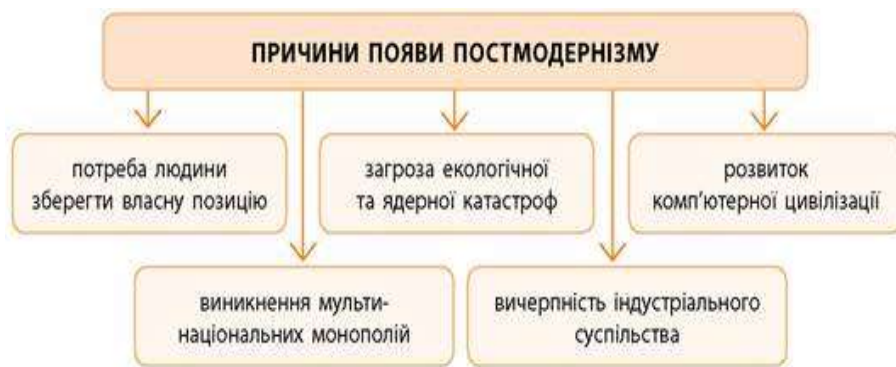 ПРИЧИНИ ПОЯВИ ПОСТМОДЕРНІЗМУ
потреба людини
зберегти власну позицію
загроза екологічної
та ядерної катастроф
розвиток
комп’ютерної цивілізації
виникнення мульти-
національних монополій
вичерпність індустріального
суспільства